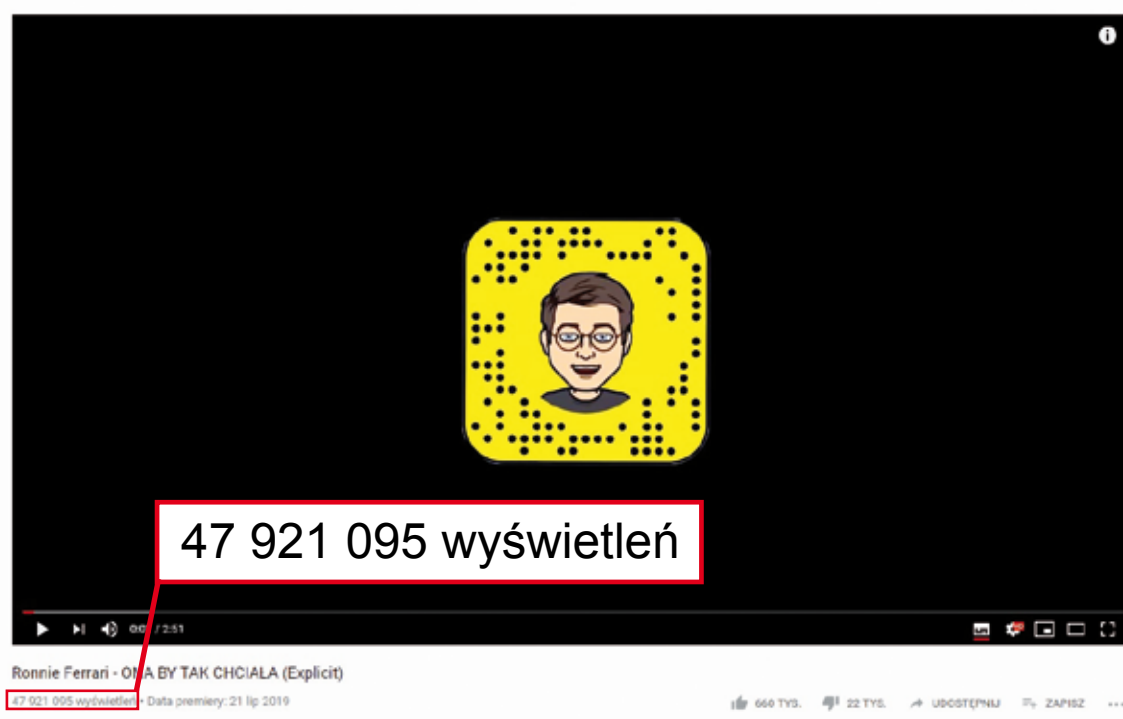 47 921 095 wyświetleń
/ 2:51
Ronnie Ferrari - ONA BY TAK CHCIALA (Explicit)
47 921 095 wyświetleń • Data premiery: 21 lip 2019
660 TYS. 22 TYS. UDOSTĘPNIJ ZAPISZ